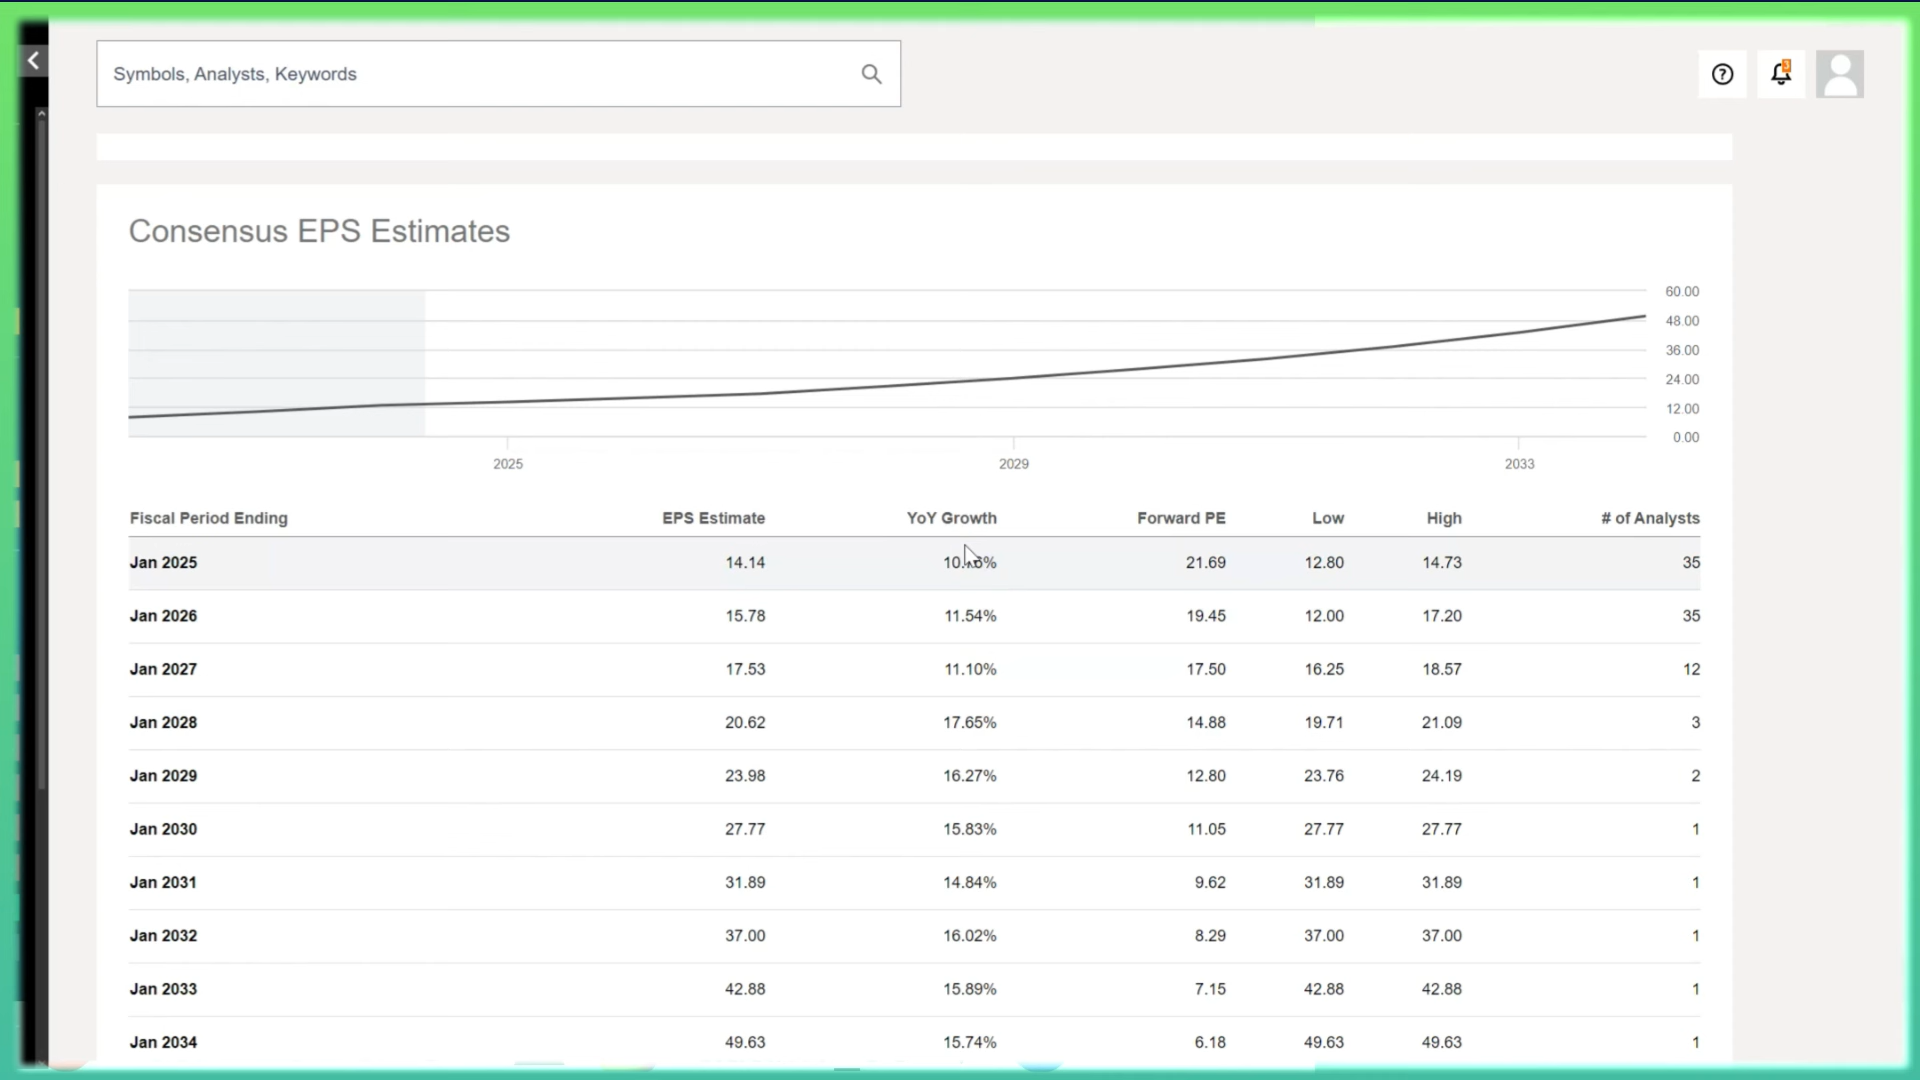 Symbols, Analysts, Keywords
3
Consensus EPS Estimates
60.00
48.00
36.00
24.00
12.00
0.00
2025 2029 2033
Fiscal Period Ending EPS Estimate YoY Growth Forward PE Low High # of Analysts
Jan 2025 14.14 21.69 12.80 14.73 35
Jan 2026 15.78 11.54% 19.45 12.00 17.20 35
Jan 2027 17.53 11.10% 17.50 16.25 18.57 12
Jan 2028 20.62 17.65% 14.88 19.71 21.09 3
Jan 2029 23.98 16.27% 12.80 23.76 24.19 2
Jan 2030 27.77 15.83% 11.05 27.77 27.77 1
Jan 2031 31.89 14.84% 9.62 31.89 31.89 1
Jan 2032 37.00 16.02% 8.29 37.00 37.00 1
Jan 2033 42.88 15.89% 7.15 42.88 42.88 1
Jan 2034 49.63 15.74% 6.18 49.63 49.63 1